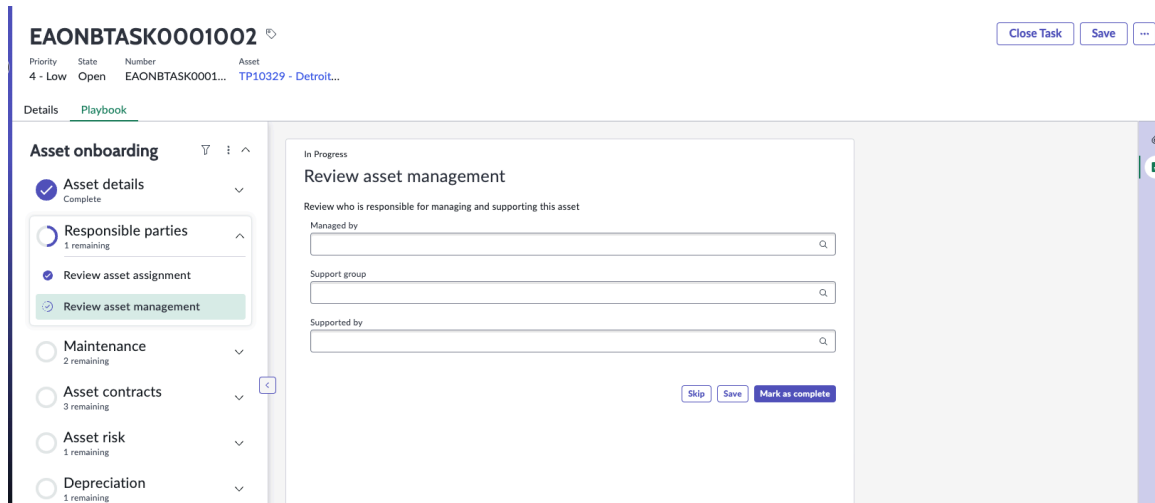 EAONBTASK0001002
Close Task Save ...
Priority State Number Asset
4 - Low Open EAONBTASK0001... TP10329 - Detroit...
Details Playbook
Asset onboarding
Asset details
Complete
Responsible parties
1 remaining
Review asset assignment
Review asset management
Maintenance
2 remaining
Asset contracts
3 remaining
Asset risk
1 remaining
Depreciation
1 remaining
In Progress
Review asset management
Review who is responsible for managing and supporting this asset
Managed by
Support group
Supported by
Skip Save Mark as complete